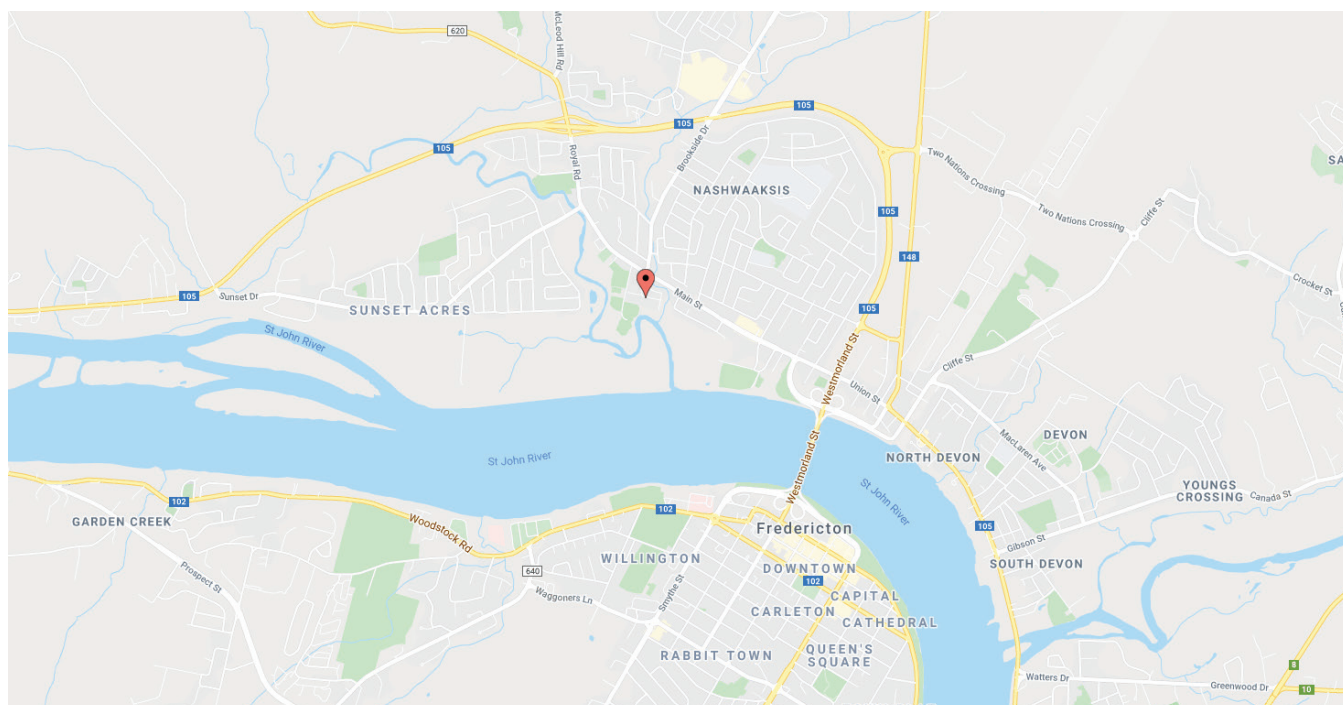 620
McLeod Hill Rd
105
105
105
Brookside Dr
Royal Rd
Two Nations Crossing
NASHWAAKSIS
105
Two Nations Crossing
Cliffe St
148
Crocket St
105
Sunset Dr
SUNSET ACRES
Main St
105
St John River
Westmorland St
Cliffe St
Union St
MacLaren Ave
DEVON
NORTH DEVON
St John River
Westmorland St
St John River
YOUNGS
CROSSING
Canada St
102
GARDEN CREEK
Woodstock Rd
102
Fredericton
105
Gibson St
WILLINGTON
640
DOWNTOWN
102
SOUTH DEVON
Prospect St
Waggoners Ln
Smythe St
CAPITAL
CARLETON
CATHEDRAL
RABBIT TOWN
QUEEN'S
SQUARE
8
Watters Dr
Greenwood Dr
10